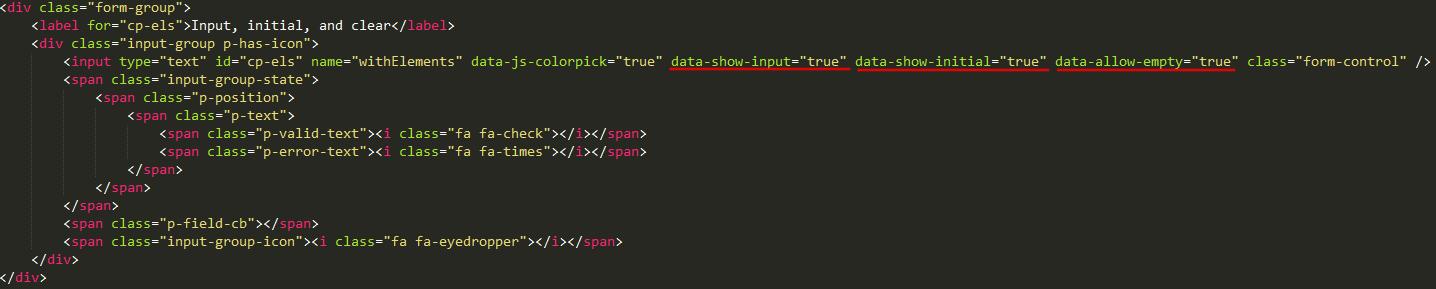 <div class="form-group">
    <label for="cp-els">Input, initial, and clear</label>
    <div class="input-group p-has-icon">
        <input type="text" id="cp-els" name="withElements" data-js-colorpick="true" data-show-input="true" data-show-initial="true" data-allow-empty="true" class="form-control" />
        <span class="input-group-state">
            <span class="p-position">
                <span class="p-text">
                    <span class="p-valid-text"><i class="fa fa-check"></i></span>
                    <span class="p-error-text"><i class="fa fa-times"></i></span>
                </span>
            </span>
        </span>
        <span class="p-field-cb"></span>
        <span class="input-group-icon"><i class="fa fa-eyedropper"></i></span>
    </div>
</div>